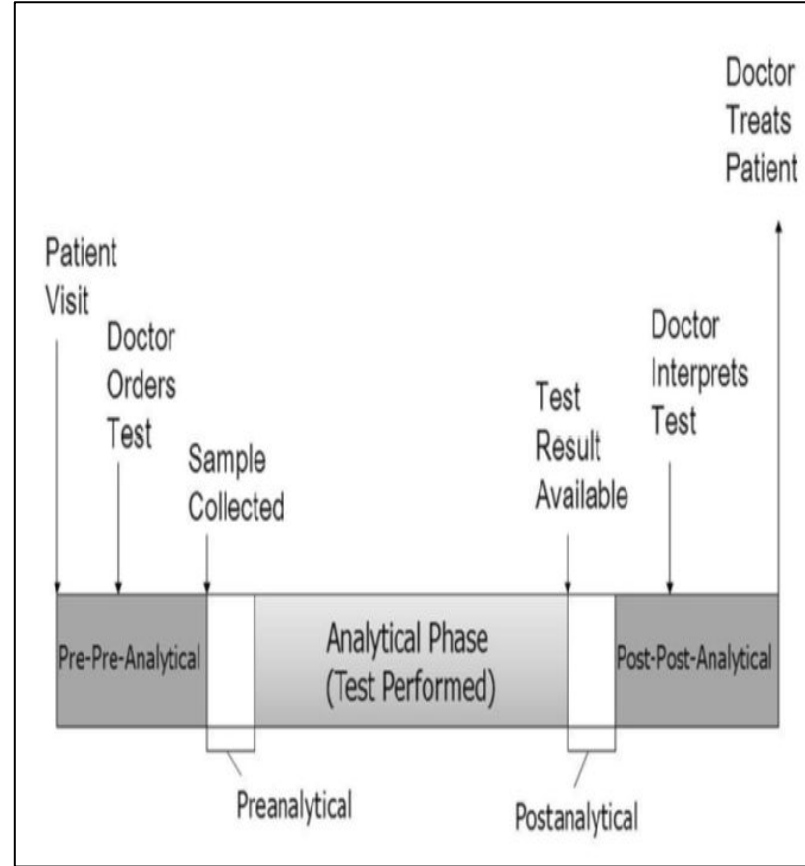 Doctor
Treats
Patient
Patient
Visit
Doctor
Orders
Test
Sample
Collected
Test
Result
Available
Doctor
Interprets
Test
Pre-Pre-Analytical
Analytical Phase
(Test Performed)
Post-Post-Analytical
Preanalytical
Postanalytical